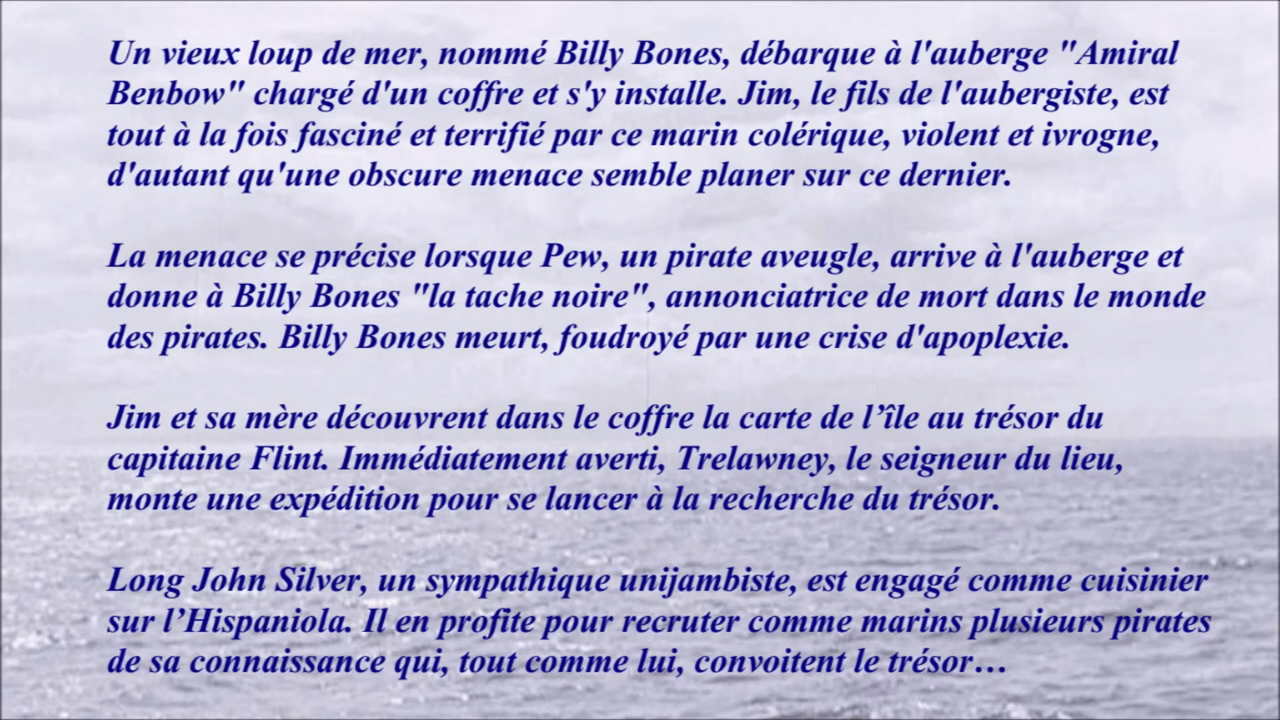 Un vieux loup de mer, nommé Billy Bones, débarque à l'auberge "Amiral
Benbow" chargé d'un coffre et s'y installe. Jim, le fils de l'aubergiste, est
tout à la fois fasciné et terrifié par ce marin colérique, violent et ivrogne,
d'autant qu'une obscure menace semble planer sur ce dernier.
La menace se précise lorsque Pew, un pirate aveugle, arrive à l'auberge et
donne à Billy Bones "la tache noire", annonciatrice de mort dans le monde
des pirates. Billy Bones meurt, foudroyé par une crise d'apoplexie.
Jim et sa mère découvrent dans le coffre la carte de l’île au trésor du
capitaine Flint. Immédiatement averti, Trelawney, le seigneur du lieu,
monte une expédition pour se lancer à la recherche du trésor.
Long John Silver, un sympathique unijambiste, est engagé comme cuisinier
sur l’Hispaniola. Il en profite pour recruter comme marins plusieurs pirates
de sa connaissance qui, tout comme lui, convoitent le trésor…